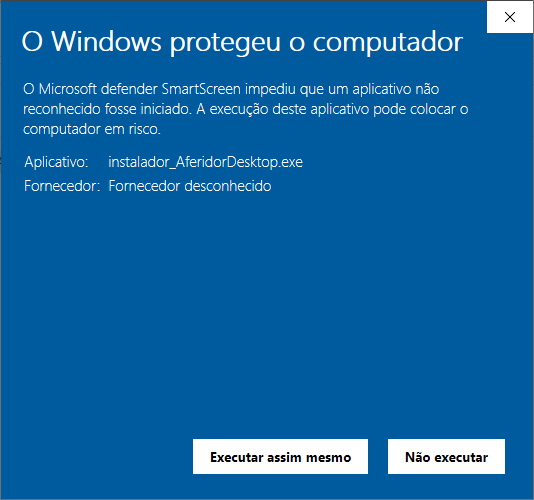 O Windows protegeu o computador
O Microsoft defender SmartScreen impediu que um aplicativo não
reconhecido fosse iniciado. A execução deste aplicativo pode colocar o
computador em risco.
Aplicativo: instalador_AferidorDesktop.exe
Fornecedor: Fornecedor desconhecido
Executar assim mesmo Não executar